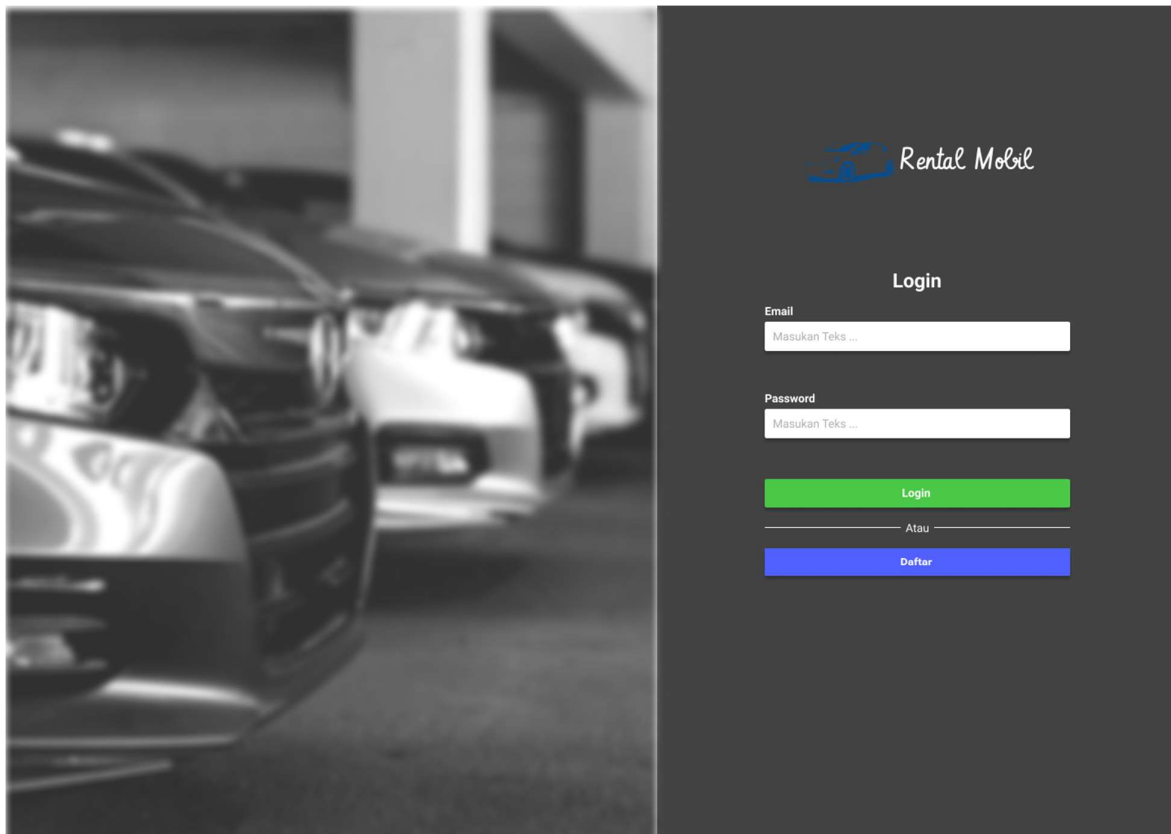 Rental Mobil
Login
Email
Masukan Teks ...
Password
Masukan Teks ...
Login
Atau
Daftar